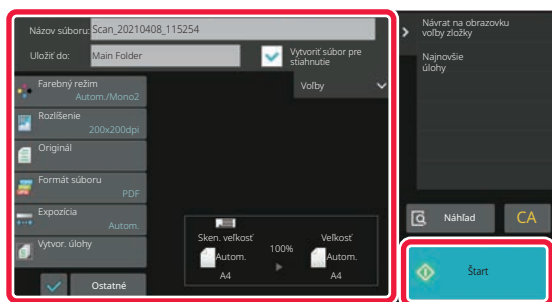 Názov súboru:
Scan_20210408_115254
Uložiť do:
Main Folder
Vytvoriť súbor pre
stiahnutie
Voľby
Farebný režim
Autom./Mono2
Rozlíšenie
200x200dpi
Originál
Formát súboru
PDF
Expozícia
Autom.
Vytvor. úlohy
Ostatné
Sken. veľkosť
Autom.
A4
100%
Veľkosť
Autom.
A4
Návrat na obrazovku
voľby zložky
Najnovšie
úlohy
Náhľad
CA
Štart